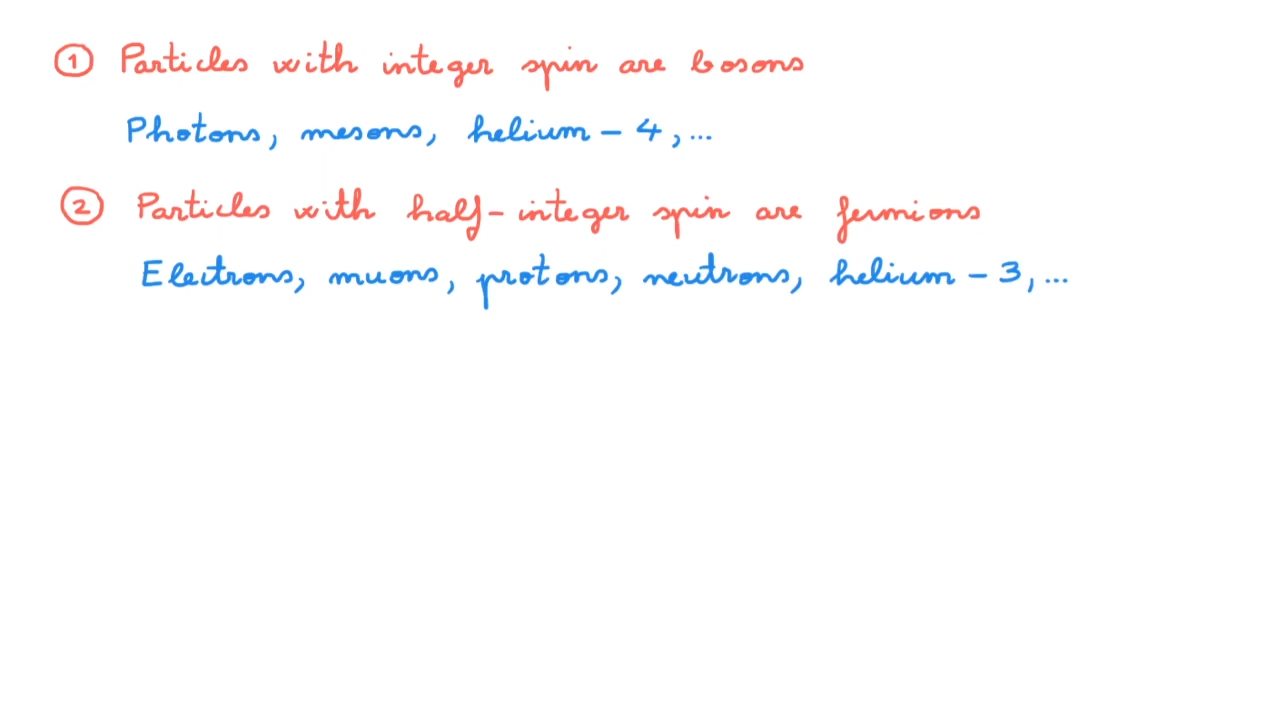 ① Particles with integer spin are bosons
Photons, mesons, helium - 4, ...
② Particles with half-integer spin are fermions
Electrons, muons, protons, neutrons, helium - 3, ...